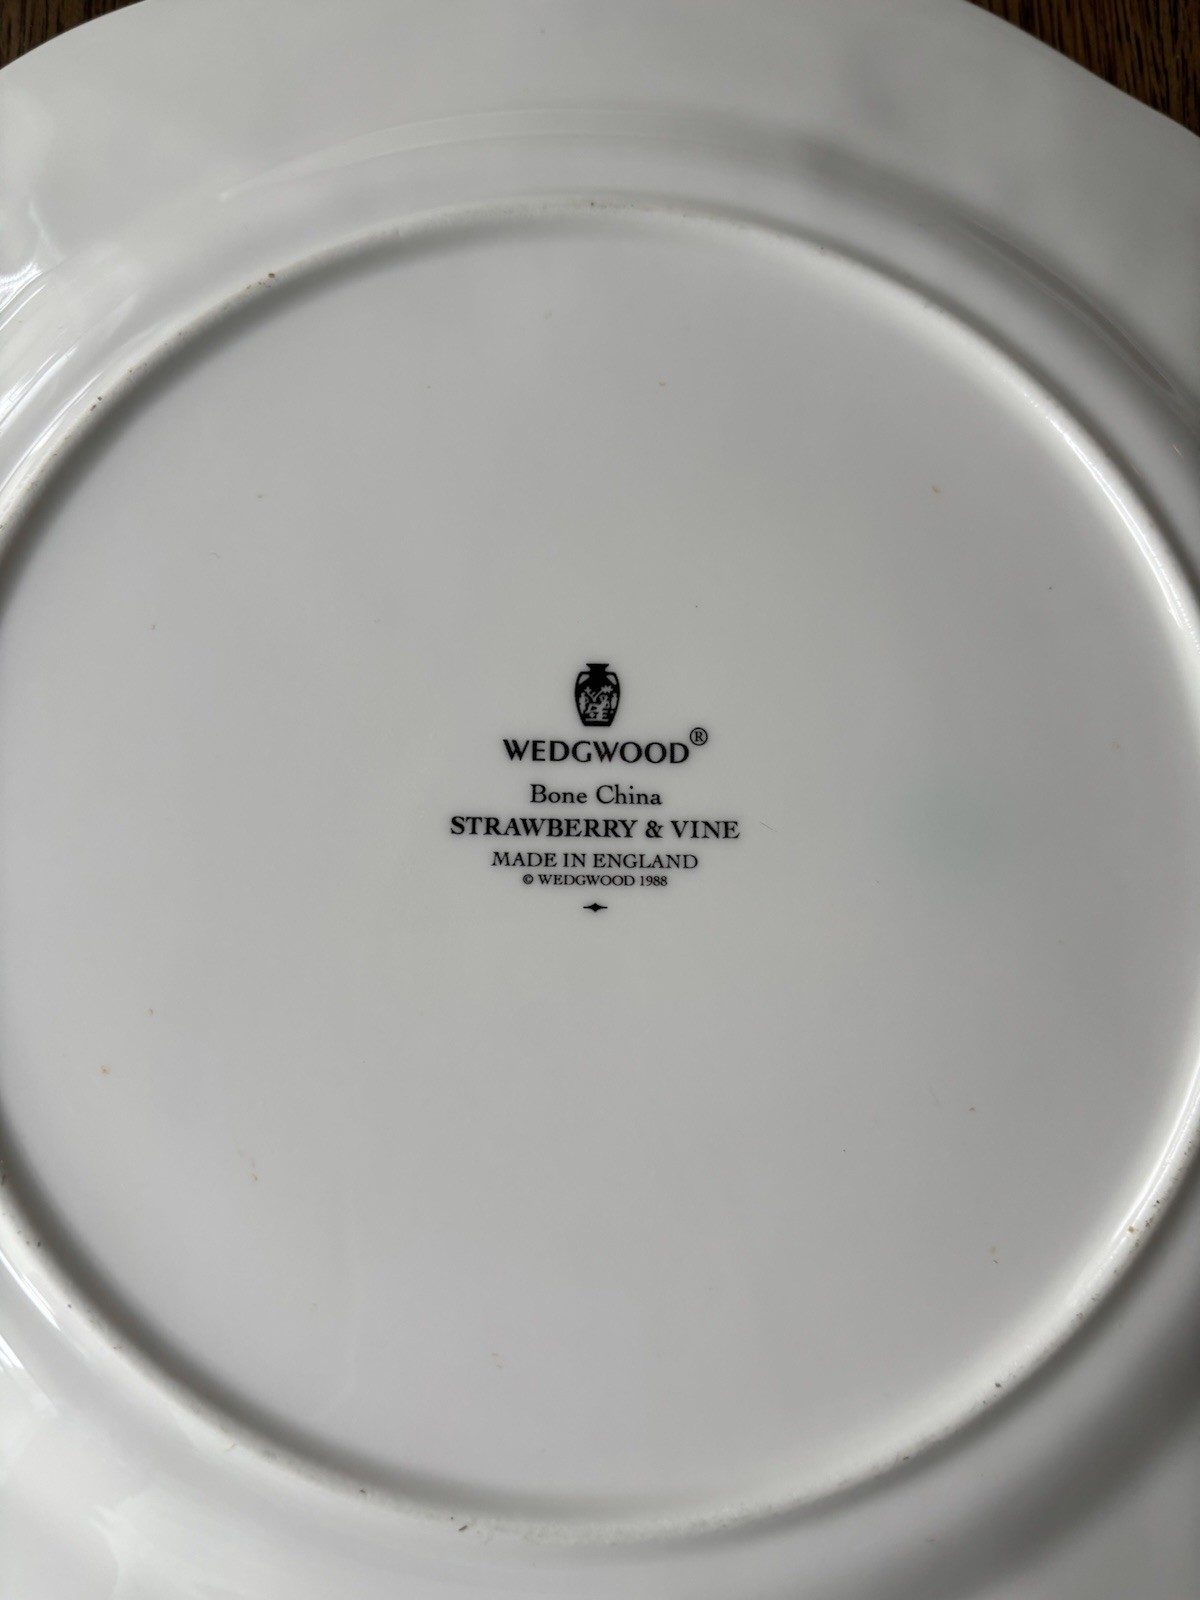 WEDGWOOD®
Bone China
STRAWBERRY & VINE
MADE IN ENGLAND
© WEDGWOOD 1988